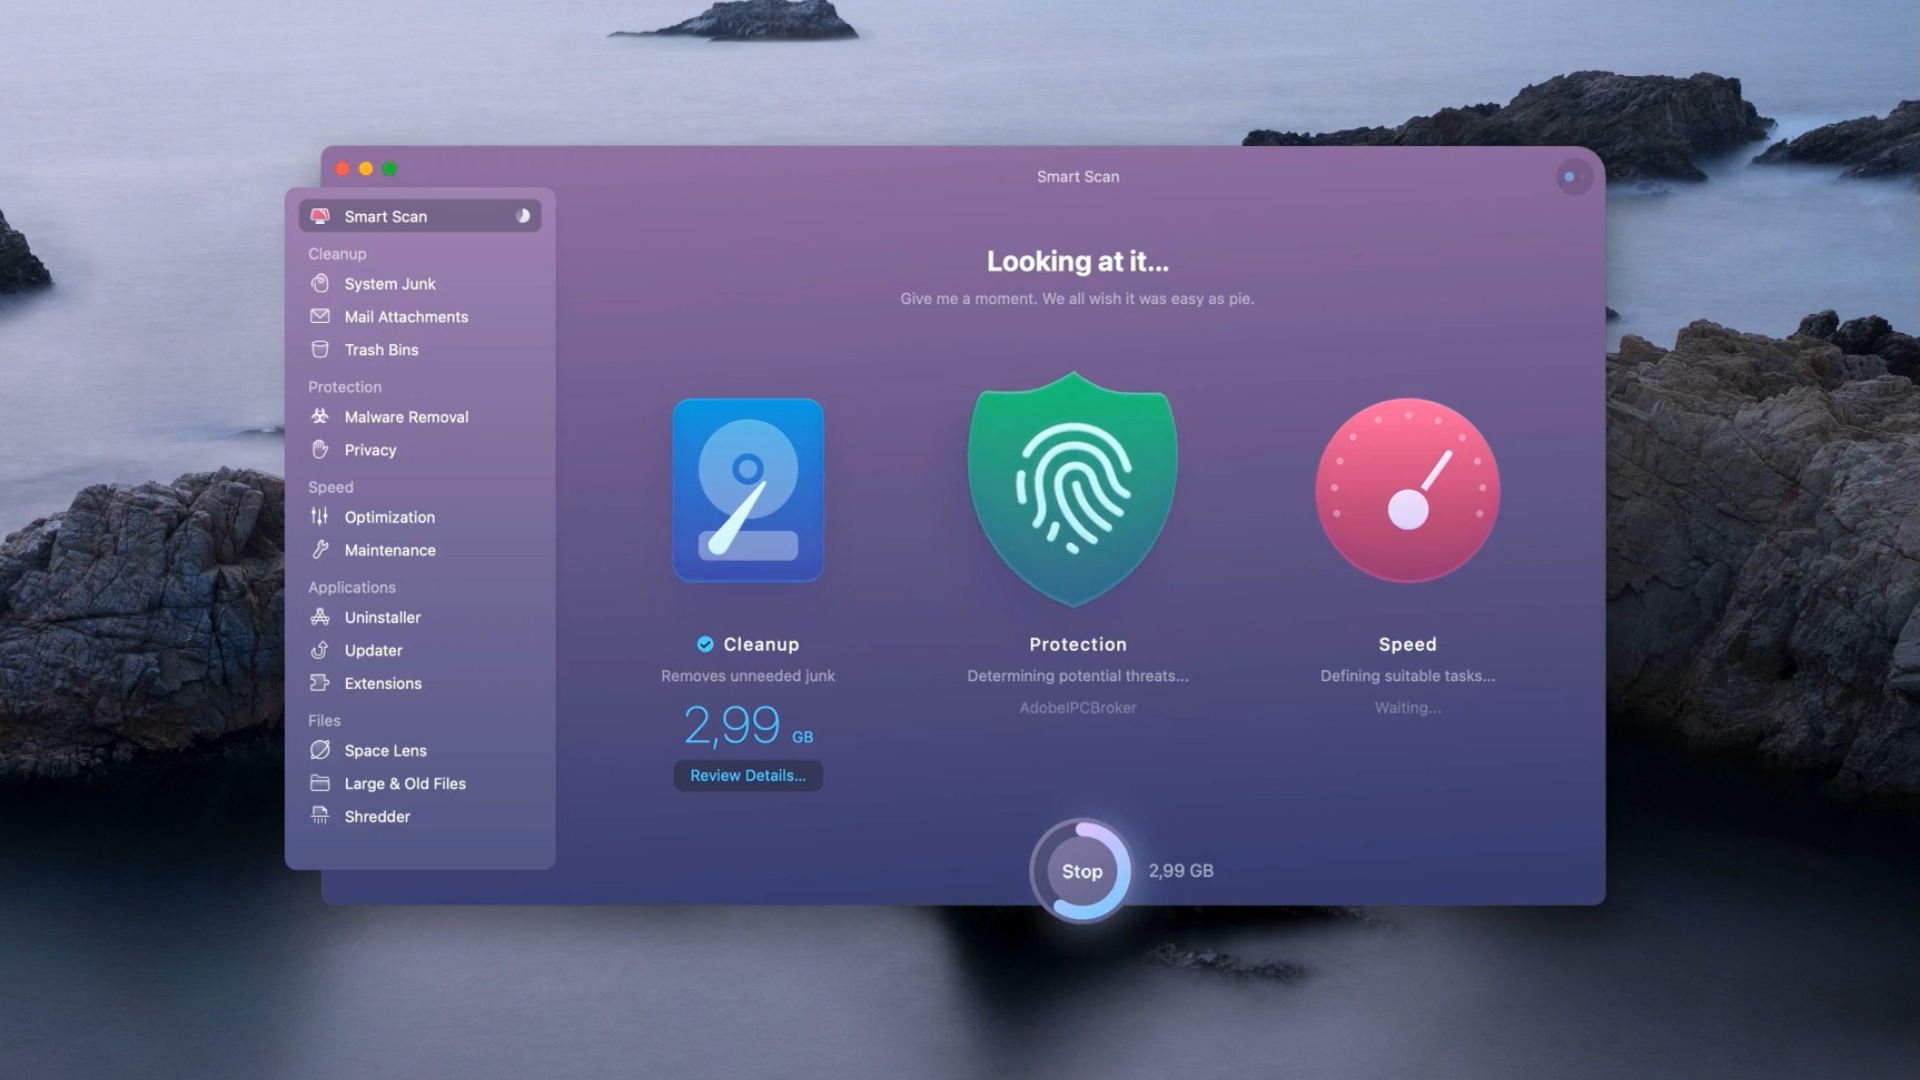 Smart Scan
Smart Scan
Cleanup
System Junk
Mail Attachments
Trash Bins
Protection
Malware Removal
Privacy
Speed
Optimization
Maintenance
Applications
Uninstaller
Updater
Extensions
Files
Space Lens
Large & Old Files
Shredder
Looking at it...
Give me a moment. We all wish it was easy as pie.
Cleanup
Removes unneeded junk
2,99 GB
Review Details...
Protection
Determining potential threats...
AdobeIPCBroker
Speed
Defining suitable tasks...
Waiting...
Stop
2,99 GB